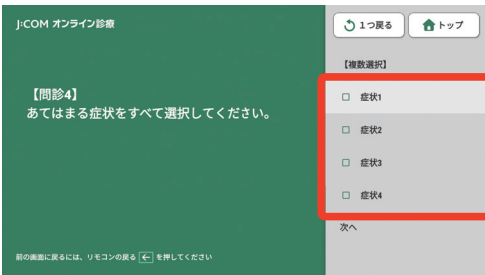 J:COM オンライン診療
【問診4】
あてはまる症状をすべて選択してください。
前の画面に戻るには、リモコンの戻る ← を押してください
1つ戻る
トップ
【複数選択】
症状1
症状2
症状3
症状4
次へ